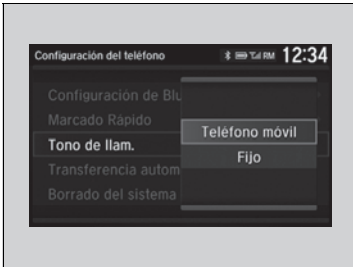 Configuración del teléfono
12:34
Configuración de Blu
Marcado Rápido
Tono de llam.
Transferencia autom
Borrado del sistema
Teléfono móvil
Fijo